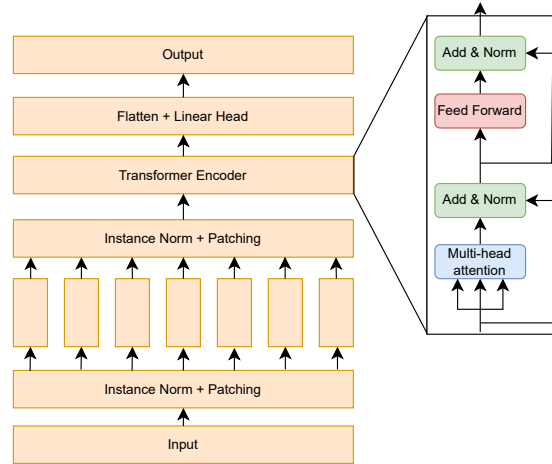 Output
Flatten + Linear Head
Transformer Encoder
Instance Norm + Patching
Instance Norm + Patching
Input
Add & Norm
Feed Forward
Add & Norm
Multi-head
attention